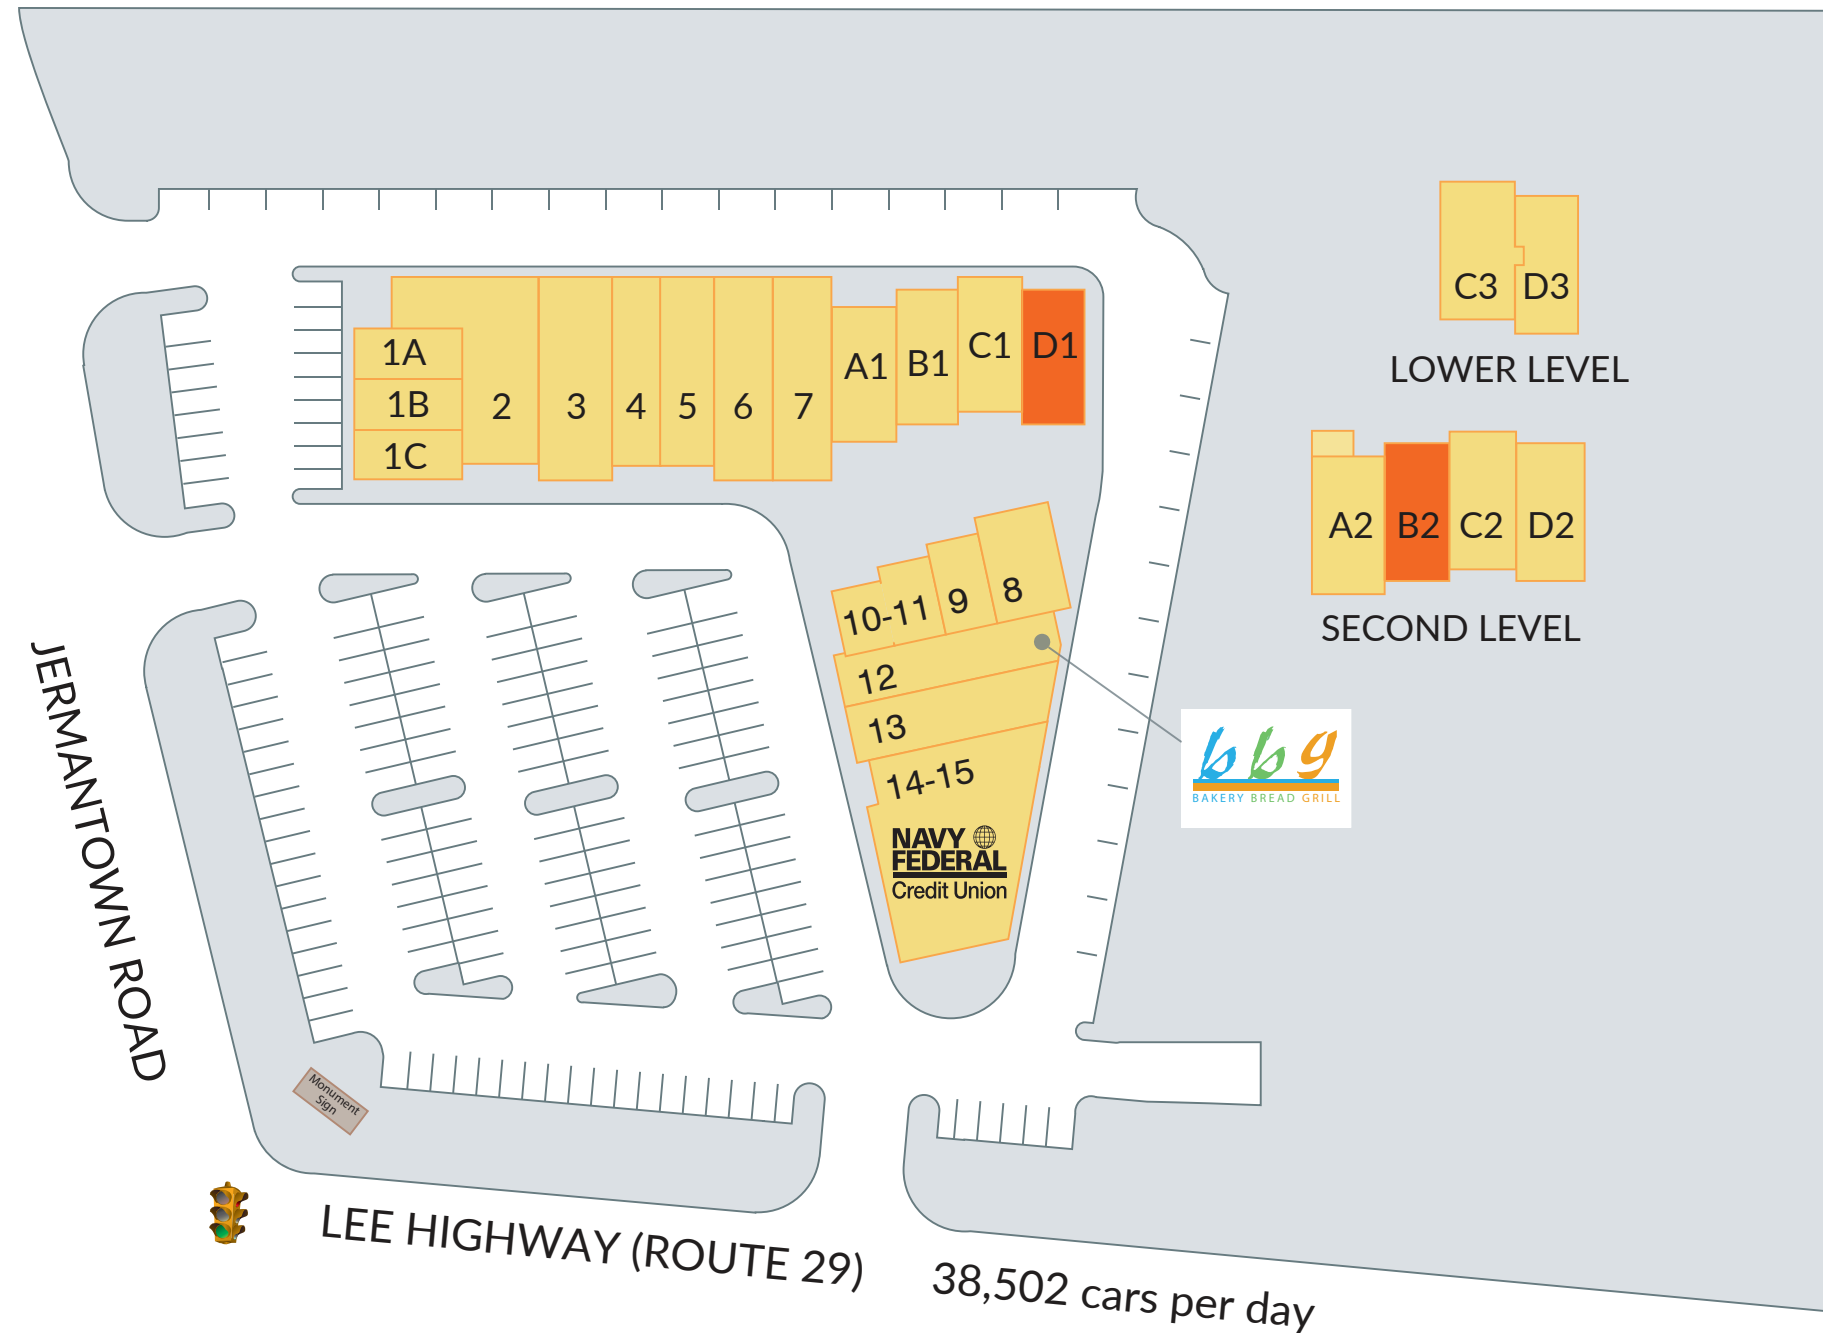 C3
D3
LOWER LEVEL
1A
1B
1C
2
3
4
5
6
7
A1
B1
C1
D1
A2
B2
C2
D2
SECOND LEVEL
10-11
9
8
12
13
14-15
NAVY
FEDERAL
Credit Union
bbg
BAKERY BREAD GRILL
JERMANTOWN ROAD
Monument
Sign
LEE HIGHWAY (ROUTE 29)
38,502 cars per day